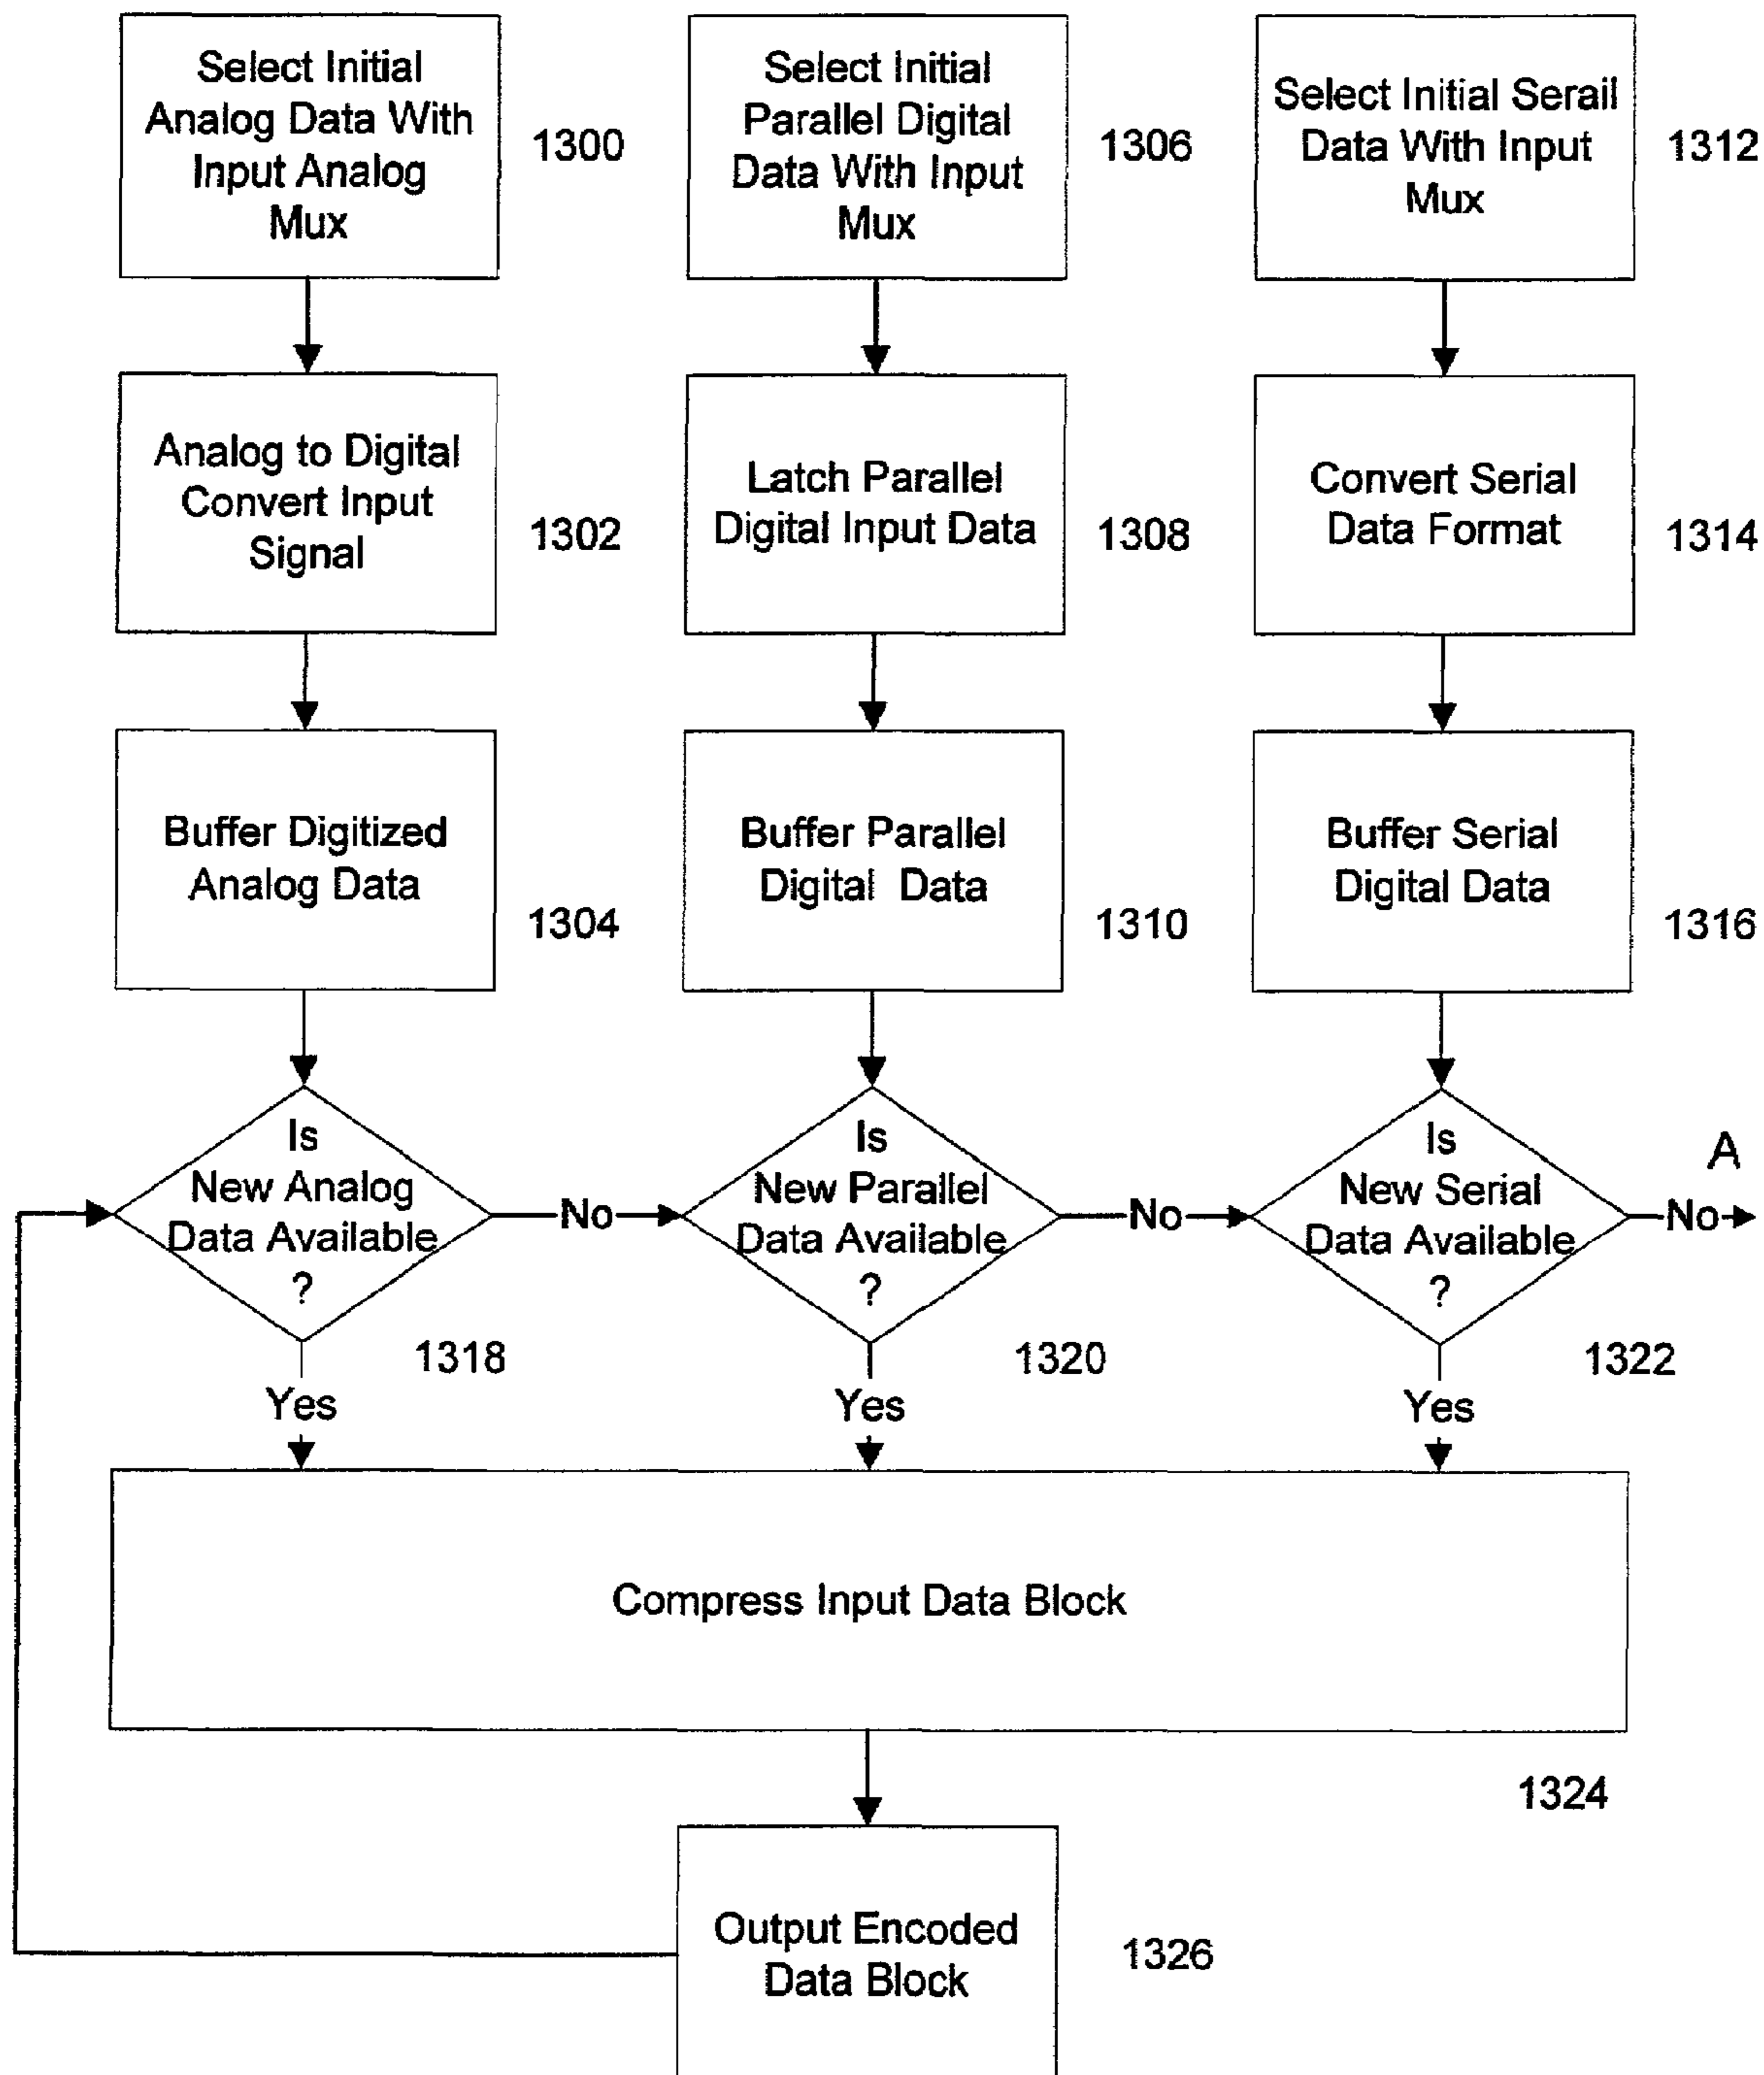 Select Initial
Analog Data With
Input Analog
Mux
1300
Select Initial
Parallel Digital
Data With Input
Mux
1306
Select Initial Serail
Data With Input
Mux
1312
Analog to Digital
Convert Input
Signal
1302
Latch Parallel
Digital Input Data
1308
Convert Serial
Data Format
1314
Buffer Digitized
Analog Data
1304
Buffer Parallel
Digital Data
1310
Buffer Serial
Digital Data
1316
Is
New Analog
Data Available
?
1318
No
Is
New Parallel
Data Available
?
1320
No
Is
New Serial
Data Available
?
1322
A
No
Yes
Yes
Yes
Compress Input Data Block
1324
Output Encoded
Data Block
1326